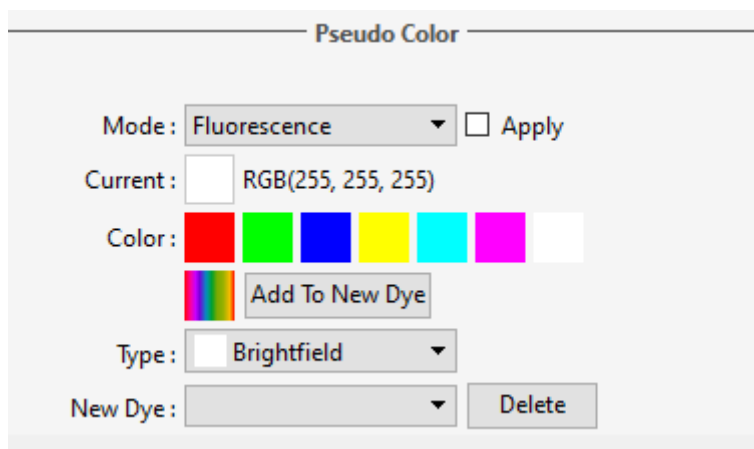 Pseudo Color
Mode : Fluorescence Apply
Current : RGB(255, 255, 255)
Color :
Add To New Dye
Type : Brightfield
New Dye : Delete